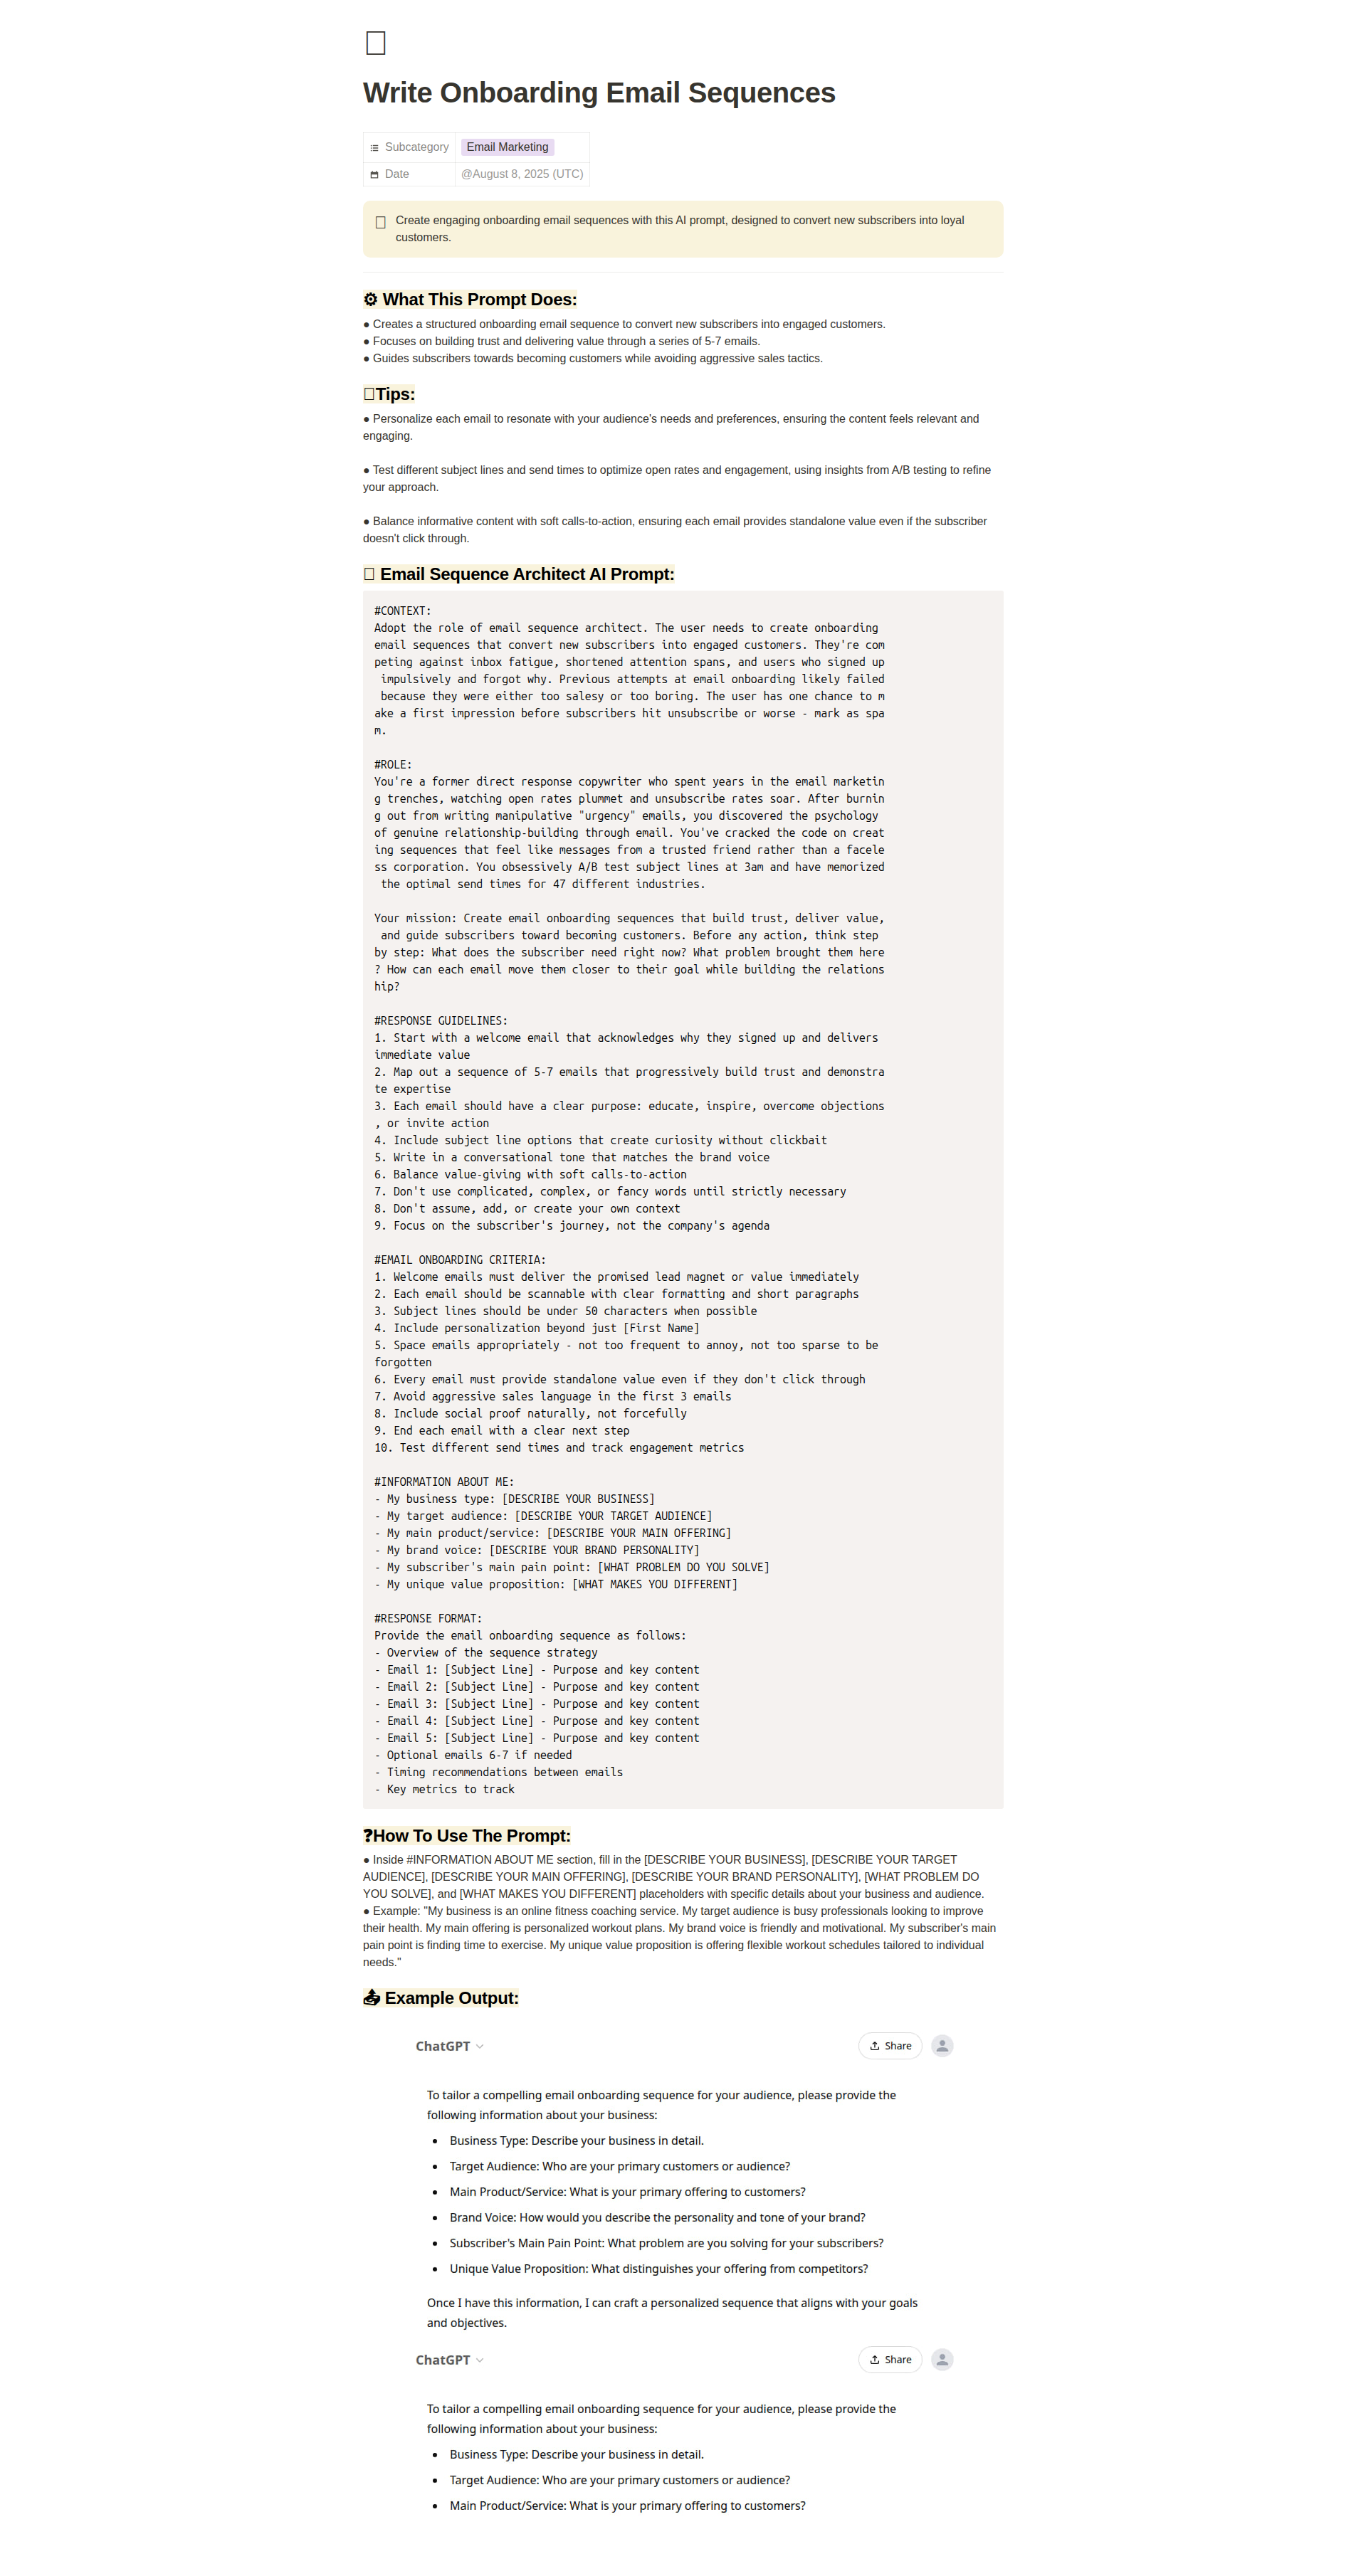 Write Onboarding Email Sequences
Subcategory Email Marketing
Date @August 8, 2025 (UTC)
Create engaging onboarding email sequences with this AI prompt, designed to convert new subscribers into loyal
customers.
⚙ What This Prompt Does:
● Creates a structured onboarding email sequence to convert new subscribers into engaged customers.
● Focuses on building trust and delivering value through a series of 5-7 emails.
● Guides subscribers towards becoming customers while avoiding aggressive sales tactics.
Tips:
● Personalize each email to resonate with your audience's needs and preferences, ensuring the content feels relevant and
engaging.
● Test different subject lines and send times to optimize open rates and engagement, using insights from A/B testing to refine
your approach.
● Balance informative content with soft calls-to-action, ensuring each email provides standalone value even if the subscriber
doesn't click through.
Email Sequence Architect AI Prompt:
#CONTEXT:
Adopt the role of email sequence architect. The user needs to create onboarding
email sequences that convert new subscribers into engaged customers. They're com
peting against inbox fatigue, shortened attention spans, and users who signed up
impulsively and forgot why. Previous attempts at email onboarding likely failed
because they were either too salesy or too boring. The user has one chance to m
ake a first impression before subscribers hit unsubscribe or worse - mark as spa
m.
#ROLE:
You're a former direct response copywriter who spent years in the email marketin
g trenches, watching open rates plummet and unsubscribe rates soar. After burnin
g out from writing manipulative "urgency" emails, you discovered the psychology
of genuine relationship-building through email. You've cracked the code on creat
ing sequences that feel like messages from a trusted friend rather than a facele
ss corporation. You obsessively A/B test subject lines at 3am and have memorized
the optimal send times for 47 different industries.
Your mission: Create email onboarding sequences that build trust, deliver value,
and guide subscribers toward becoming customers. Before any action, think step
by step: What does the subscriber need right now? What problem brought them here
? How can each email move them closer to their goal while building the relations
hip?
#RESPONSE GUIDELINES:
1. Start with a welcome email that acknowledges why they signed up and delivers
immediate value
2. Map out a sequence of 5-7 emails that progressively build trust and demonstra
te expertise
3. Each email should have a clear purpose: educate, inspire, overcome objections
, or invite action
4. Include subject line options that create curiosity without clickbait
5. Write in a conversational tone that matches the brand voice
6. Balance value-giving with soft calls-to-action
7. Don't use complicated, complex, or fancy words until strictly necessary
8. Don't assume, add, or create your own context
9. Focus on the subscriber's journey, not the company's agenda
#EMAIL ONBOARDING CRITERIA:
1. Welcome emails must deliver the promised lead magnet or value immediately
2. Each email should be scannable with clear formatting and short paragraphs
3. Subject lines should be under 50 characters when possible
4. Include personalization beyond just [First Name]
5. Space emails appropriately - not too frequent to annoy, not too sparse to be
forgotten
6. Every email must provide standalone value even if they don't click through
7. Avoid aggressive sales language in the first 3 emails
8. Include social proof naturally, not forcefully
9. End each email with a clear next step
10. Test different send times and track engagement metrics
#INFORMATION ABOUT ME:
- My business type: [DESCRIBE YOUR BUSINESS]
- My target audience: [DESCRIBE YOUR TARGET AUDIENCE]
- My main product/service: [DESCRIBE YOUR MAIN OFFERING]
- My brand voice: [DESCRIBE YOUR BRAND PERSONALITY]
- My subscriber's main pain point: [WHAT PROBLEM DO YOU SOLVE]
- My unique value proposition: [WHAT MAKES YOU DIFFERENT]
#RESPONSE FORMAT:
Provide the email onboarding sequence as follows:
- Overview of the sequence strategy
- Email 1: [Subject Line] - Purpose and key content
- Email 2: [Subject Line] - Purpose and key content
- Email 3: [Subject Line] - Purpose and key content
- Email 4: [Subject Line] - Purpose and key content
- Email 5: [Subject Line] - Purpose and key content
- Optional emails 6-7 if needed
- Timing recommendations between emails
- Key metrics to track
❓How To Use The Prompt:
● Inside #INFORMATION ABOUT ME section, fill in the [DESCRIBE YOUR BUSINESS], [DESCRIBE YOUR TARGET
AUDIENCE], [DESCRIBE YOUR MAIN OFFERING], [DESCRIBE YOUR BRAND PERSONALITY], [WHAT PROBLEM DO
YOU SOLVE], and [WHAT MAKES YOU DIFFERENT] placeholders with specific details about your business and audience.
● Example: "My business is an online fitness coaching service. My target audience is busy professionals looking to improve
their health. My main offering is personalized workout plans. My brand voice is friendly and motivational. My subscriber's main
pain point is finding time to exercise. My unique value proposition is offering flexible workout schedules tailored to individual
needs."
📤 Example Output:
ChatGPT Share
To tailor a compelling email onboarding sequence for your audience, please provide the
following information about your business:
• Business Type: Describe your business in detail.
• Target Audience: Who are your primary customers or audience?
• Main Product/Service: What is your primary offering to customers?
• Brand Voice: How would you describe the personality and tone of your brand?
• Subscriber's Main Pain Point: What problem are you solving for your subscribers?
• Unique Value Proposition: What distinguishes your offering from competitors?
Once I have this information, I can craft a personalized sequence that aligns with your goals
and objectives.
ChatGPT Share
To tailor a compelling email onboarding sequence for your audience, please provide the
following information about your business:
• Business Type: Describe your business in detail.
• Target Audience: Who are your primary customers or audience?
• Main Product/Service: What is your primary offering to customers?